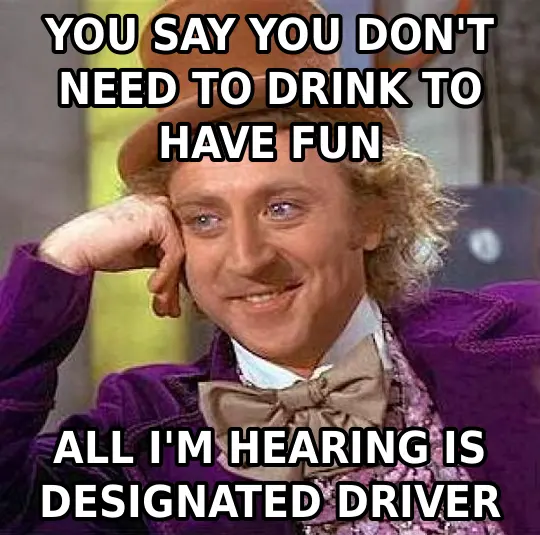 YOU SAY YOU DON'T
NEED TO DRINK TO
HAVE FUN
ALL I'M HEARING IS
DESIGNATED DRIVER